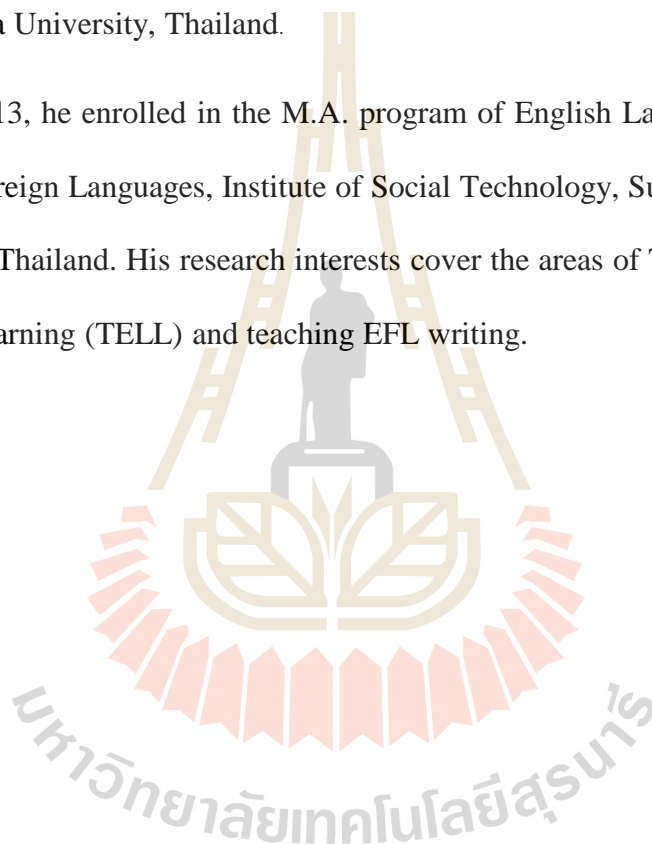 a University, Thailand.
13, he enrolled in the M.A. program of English La
reign Languages, Institute of Social Technology, Su
Thailand. His research interests cover the areas of T
arning (TELL) and teaching EFL writing.
มหาวิทยาลัยเทคโนโลยีสุรนารี